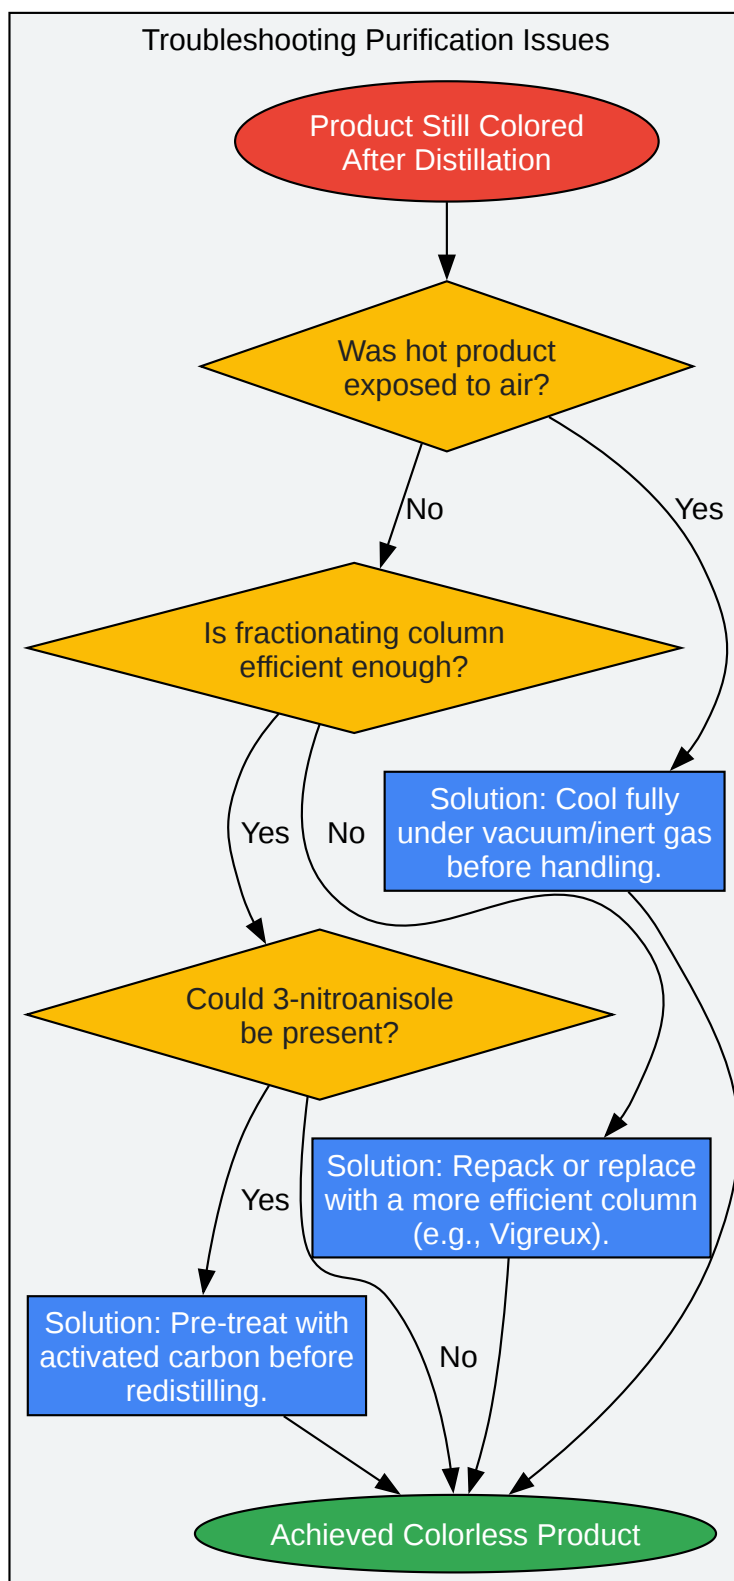 Troubleshooting Purification Issues
Product Still Colored
After Distillation
Was hot product
exposed to air?
No
Yes
Is fractionating column
efficient enough?
Solution: Cool fully
under vacuum/inert gas
before handling.
Yes
No
Could 3-nitroanisole
be present?
Solution: Repack or replace
with a more efficient column
(e.g., Vigreux).
Yes
Solution: Pre-treat with
activated carbon before
redistilling.
No
Achieved Colorless Product